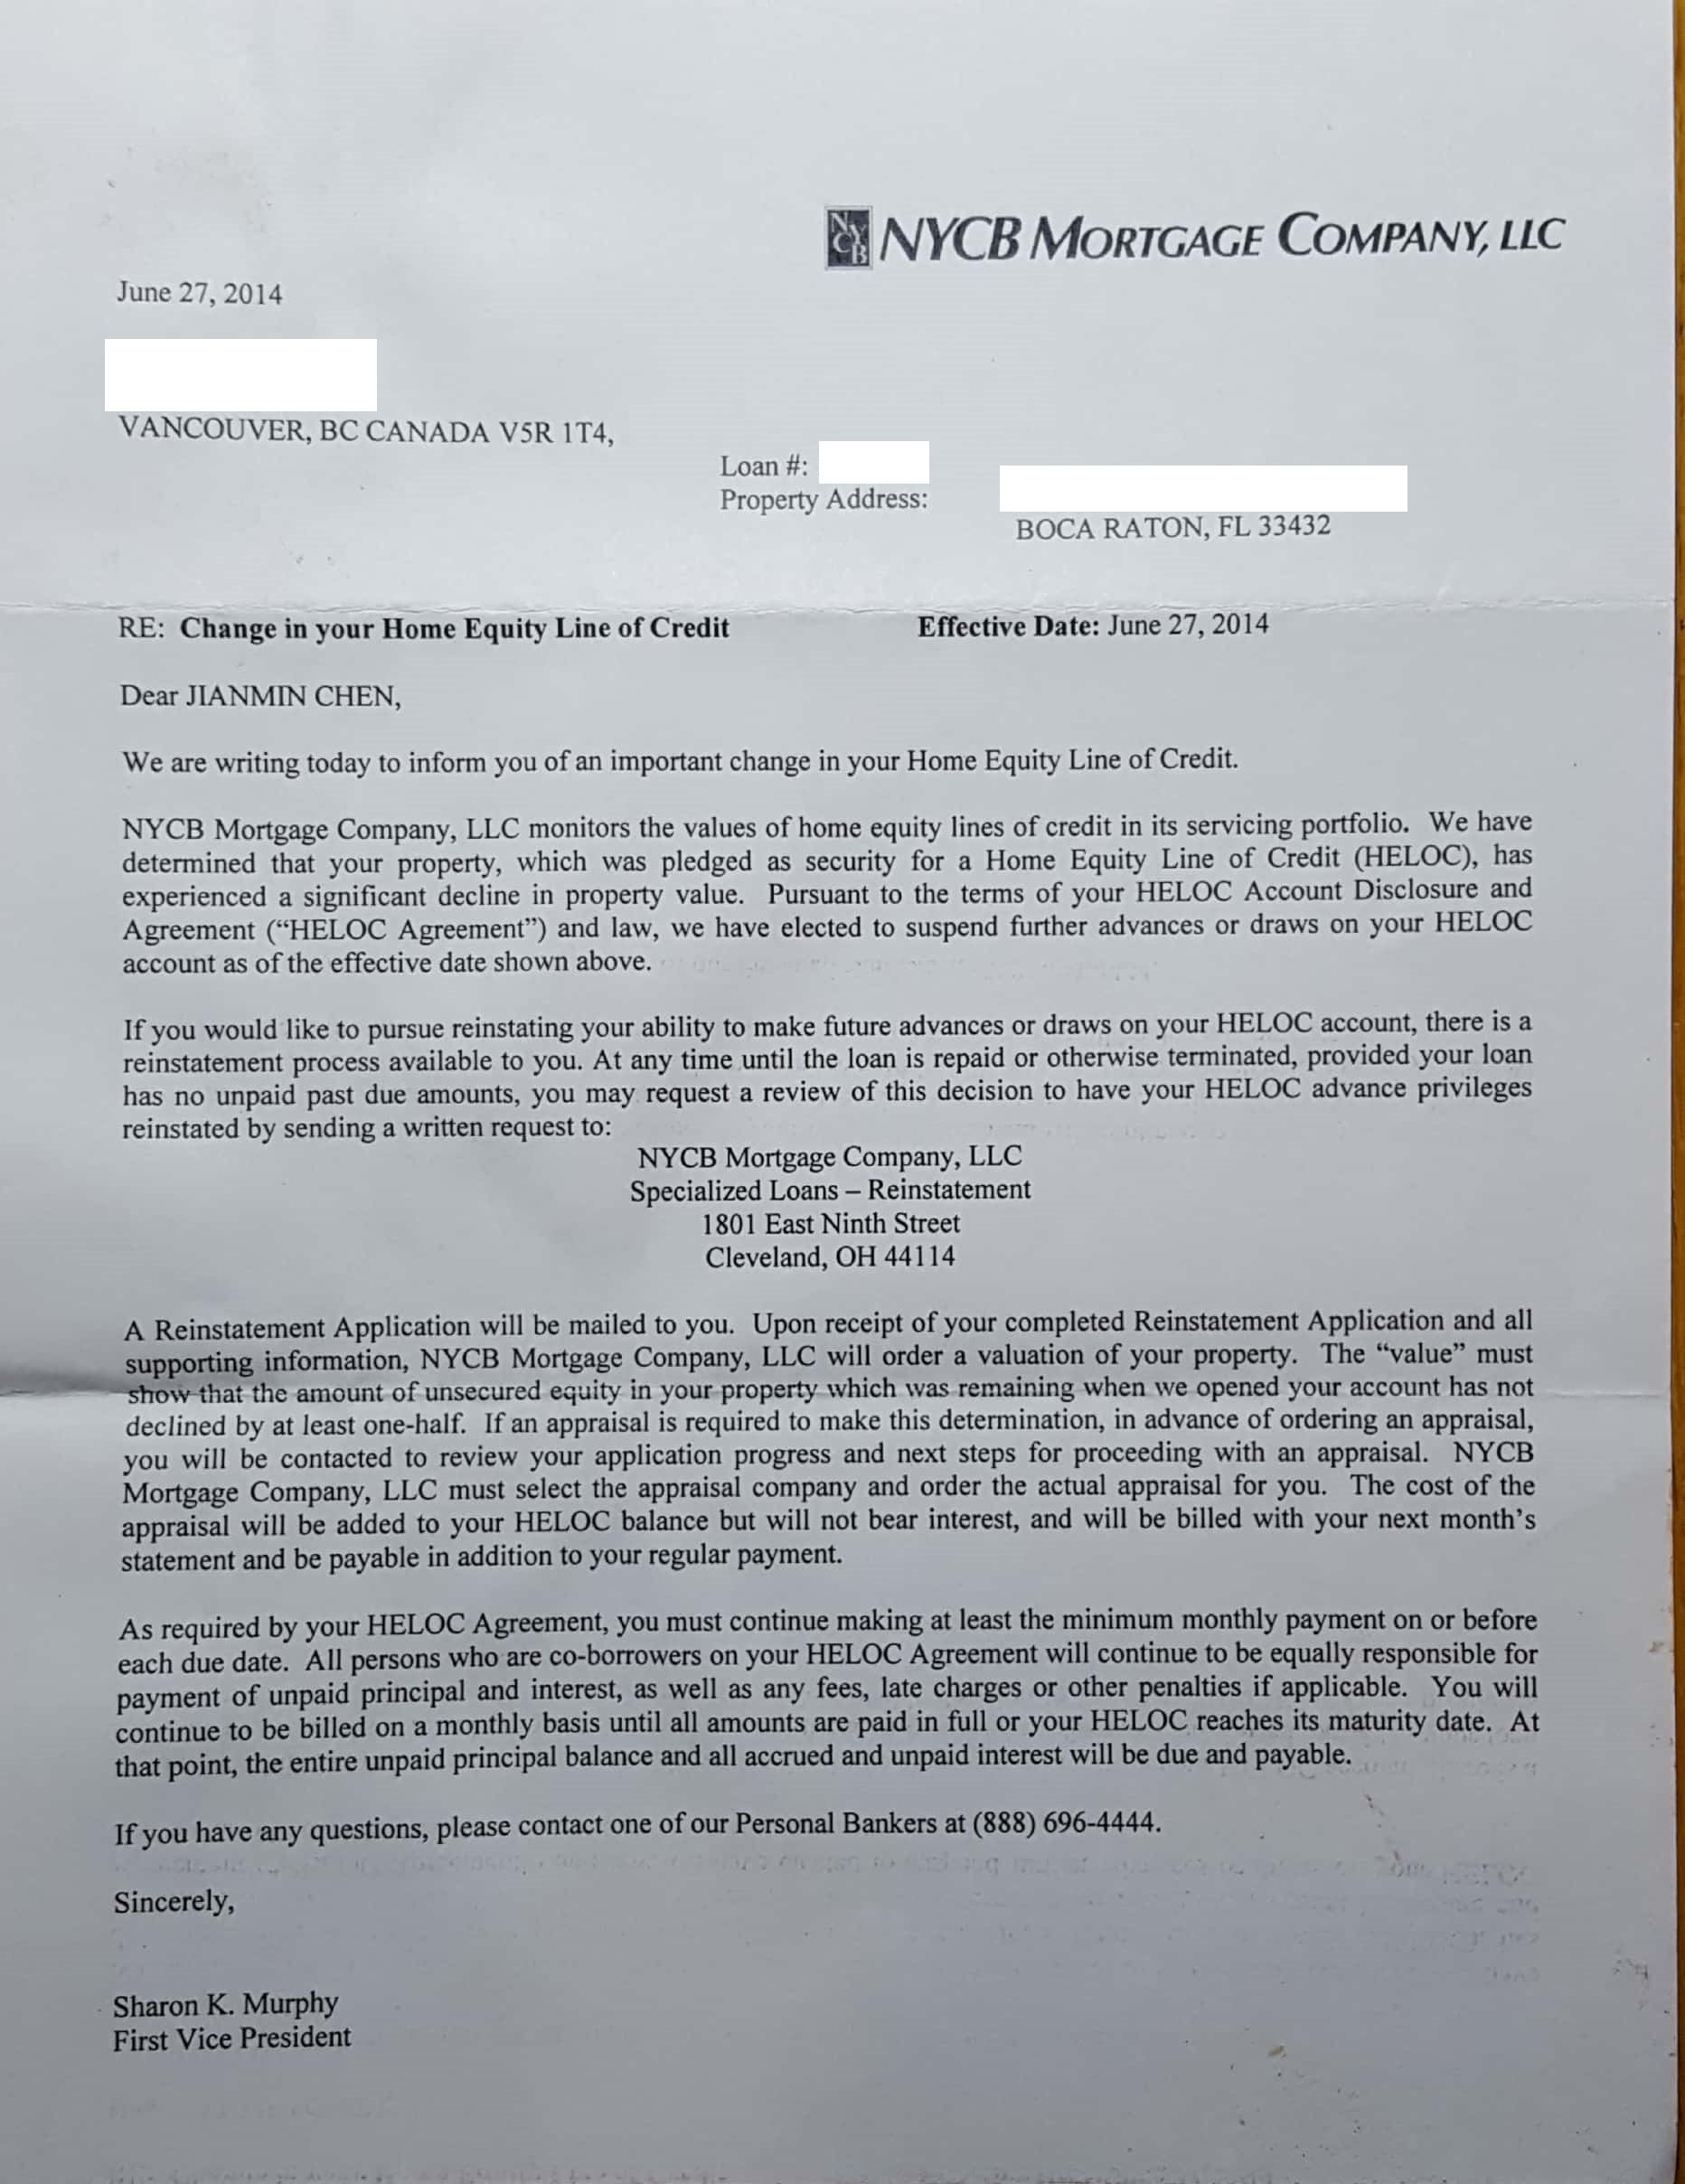 NYCB
NYCB MORTGAGE COMPANY, LLC
June 27, 2014
VANCOUVER, BC CANADA V5R 1T4,
Loan #:
Property Address:
BOCA RATON, FL 33432
RE: Change in your Home Equity Line of Credit Effective Date: June 27, 2014
Dear JIANMIN CHEN,
We are writing today to inform you of an important change in your Home Equity Line of Credit.
NYCB Mortgage Company, LLC monitors the values of home equity lines of credit in its servicing portfolio. We have
determined that your property, which was pledged as security for a Home Equity Line of Credit (HELOC), has
experienced a significant decline in property value. Pursuant to the terms of your HELOC Account Disclosure and
Agreement (“HELOC Agreement”) and law, we have elected to suspend further advances or draws on your HELOC
account as of the effective date shown above.
If you would like to pursue reinstating your ability to make future advances or draws on your HELOC account, there is a
reinstatement process available to you. At any time until the loan is repaid or otherwise terminated, provided your loan
has no unpaid past due amounts, you may request a review of this decision to have your HELOC advance privileges
reinstated by sending a written request to:
NYCB Mortgage Company, LLC
Specialized Loans – Reinstatement
1801 East Ninth Street
Cleveland, OH 44114
A Reinstatement Application will be mailed to you. Upon receipt of your completed Reinstatement Application and all
supporting information, NYCB Mortgage Company, LLC will order a valuation of your property. The “value” must
show that the amount of unsecured equity in your property which was remaining when we opened your account has not
declined by at least one-half. If an appraisal is required to make this determination, in advance of ordering an appraisal,
you will be contacted to review your application progress and next steps for proceeding with an appraisal. NYCB
Mortgage Company, LLC must select the appraisal company and order the actual appraisal for you. The cost of the
appraisal will be added to your HELOC balance but will not bear interest, and will be billed with your next month’s
statement and be payable in addition to your regular payment.
As required by your HELOC Agreement, you must continue making at least the minimum monthly payment on or before
each due date. All persons who are co-borrowers on your HELOC Agreement will continue to be equally responsible for
payment of unpaid principal and interest, as well as any fees, late charges or other penalties if applicable. You will
continue to be billed on a monthly basis until all amounts are paid in full or your HELOC reaches its maturity date. At
that point, the entire unpaid principal balance and all accrued and unpaid interest will be due and payable.
If you have any questions, please contact one of our Personal Bankers at (888) 696-4444.
Sincerely,
Sharon K. Murphy
First Vice President